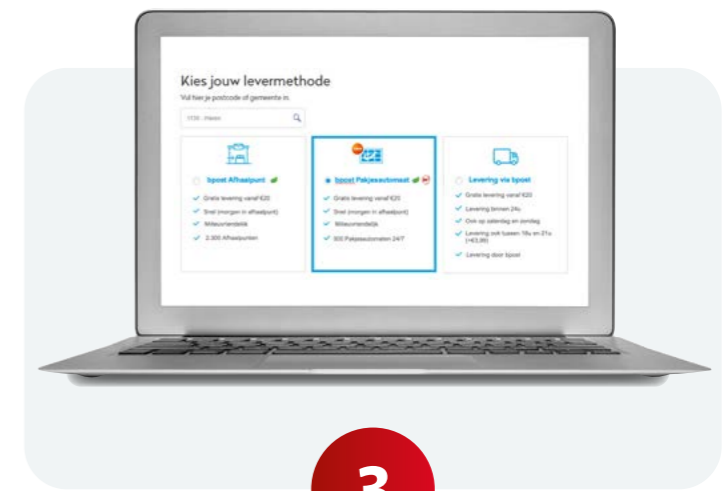 Kies jouw levermethode
Vul hier je postcode of gemeente in.
bpost Afhaalpunt
Gratis levering vanaf €20
Snel (morgen in afhaalpunt)
Milieuvriendelijk
2.305 Afhaalpunten
bpost Pakjesautomaat
Gratis levering vanaf €20
Snel (morgen in afhaalpunt)
Milieuvriendelijk
Pakjesautomaten 24/7
Levering via bpost
Gratis levering vanaf €20
Levering binnen 24u
Ook op zaterdag en zondag
Levering ook tussen 18u en 21u
(+€3,99)
Levering door bpost
3